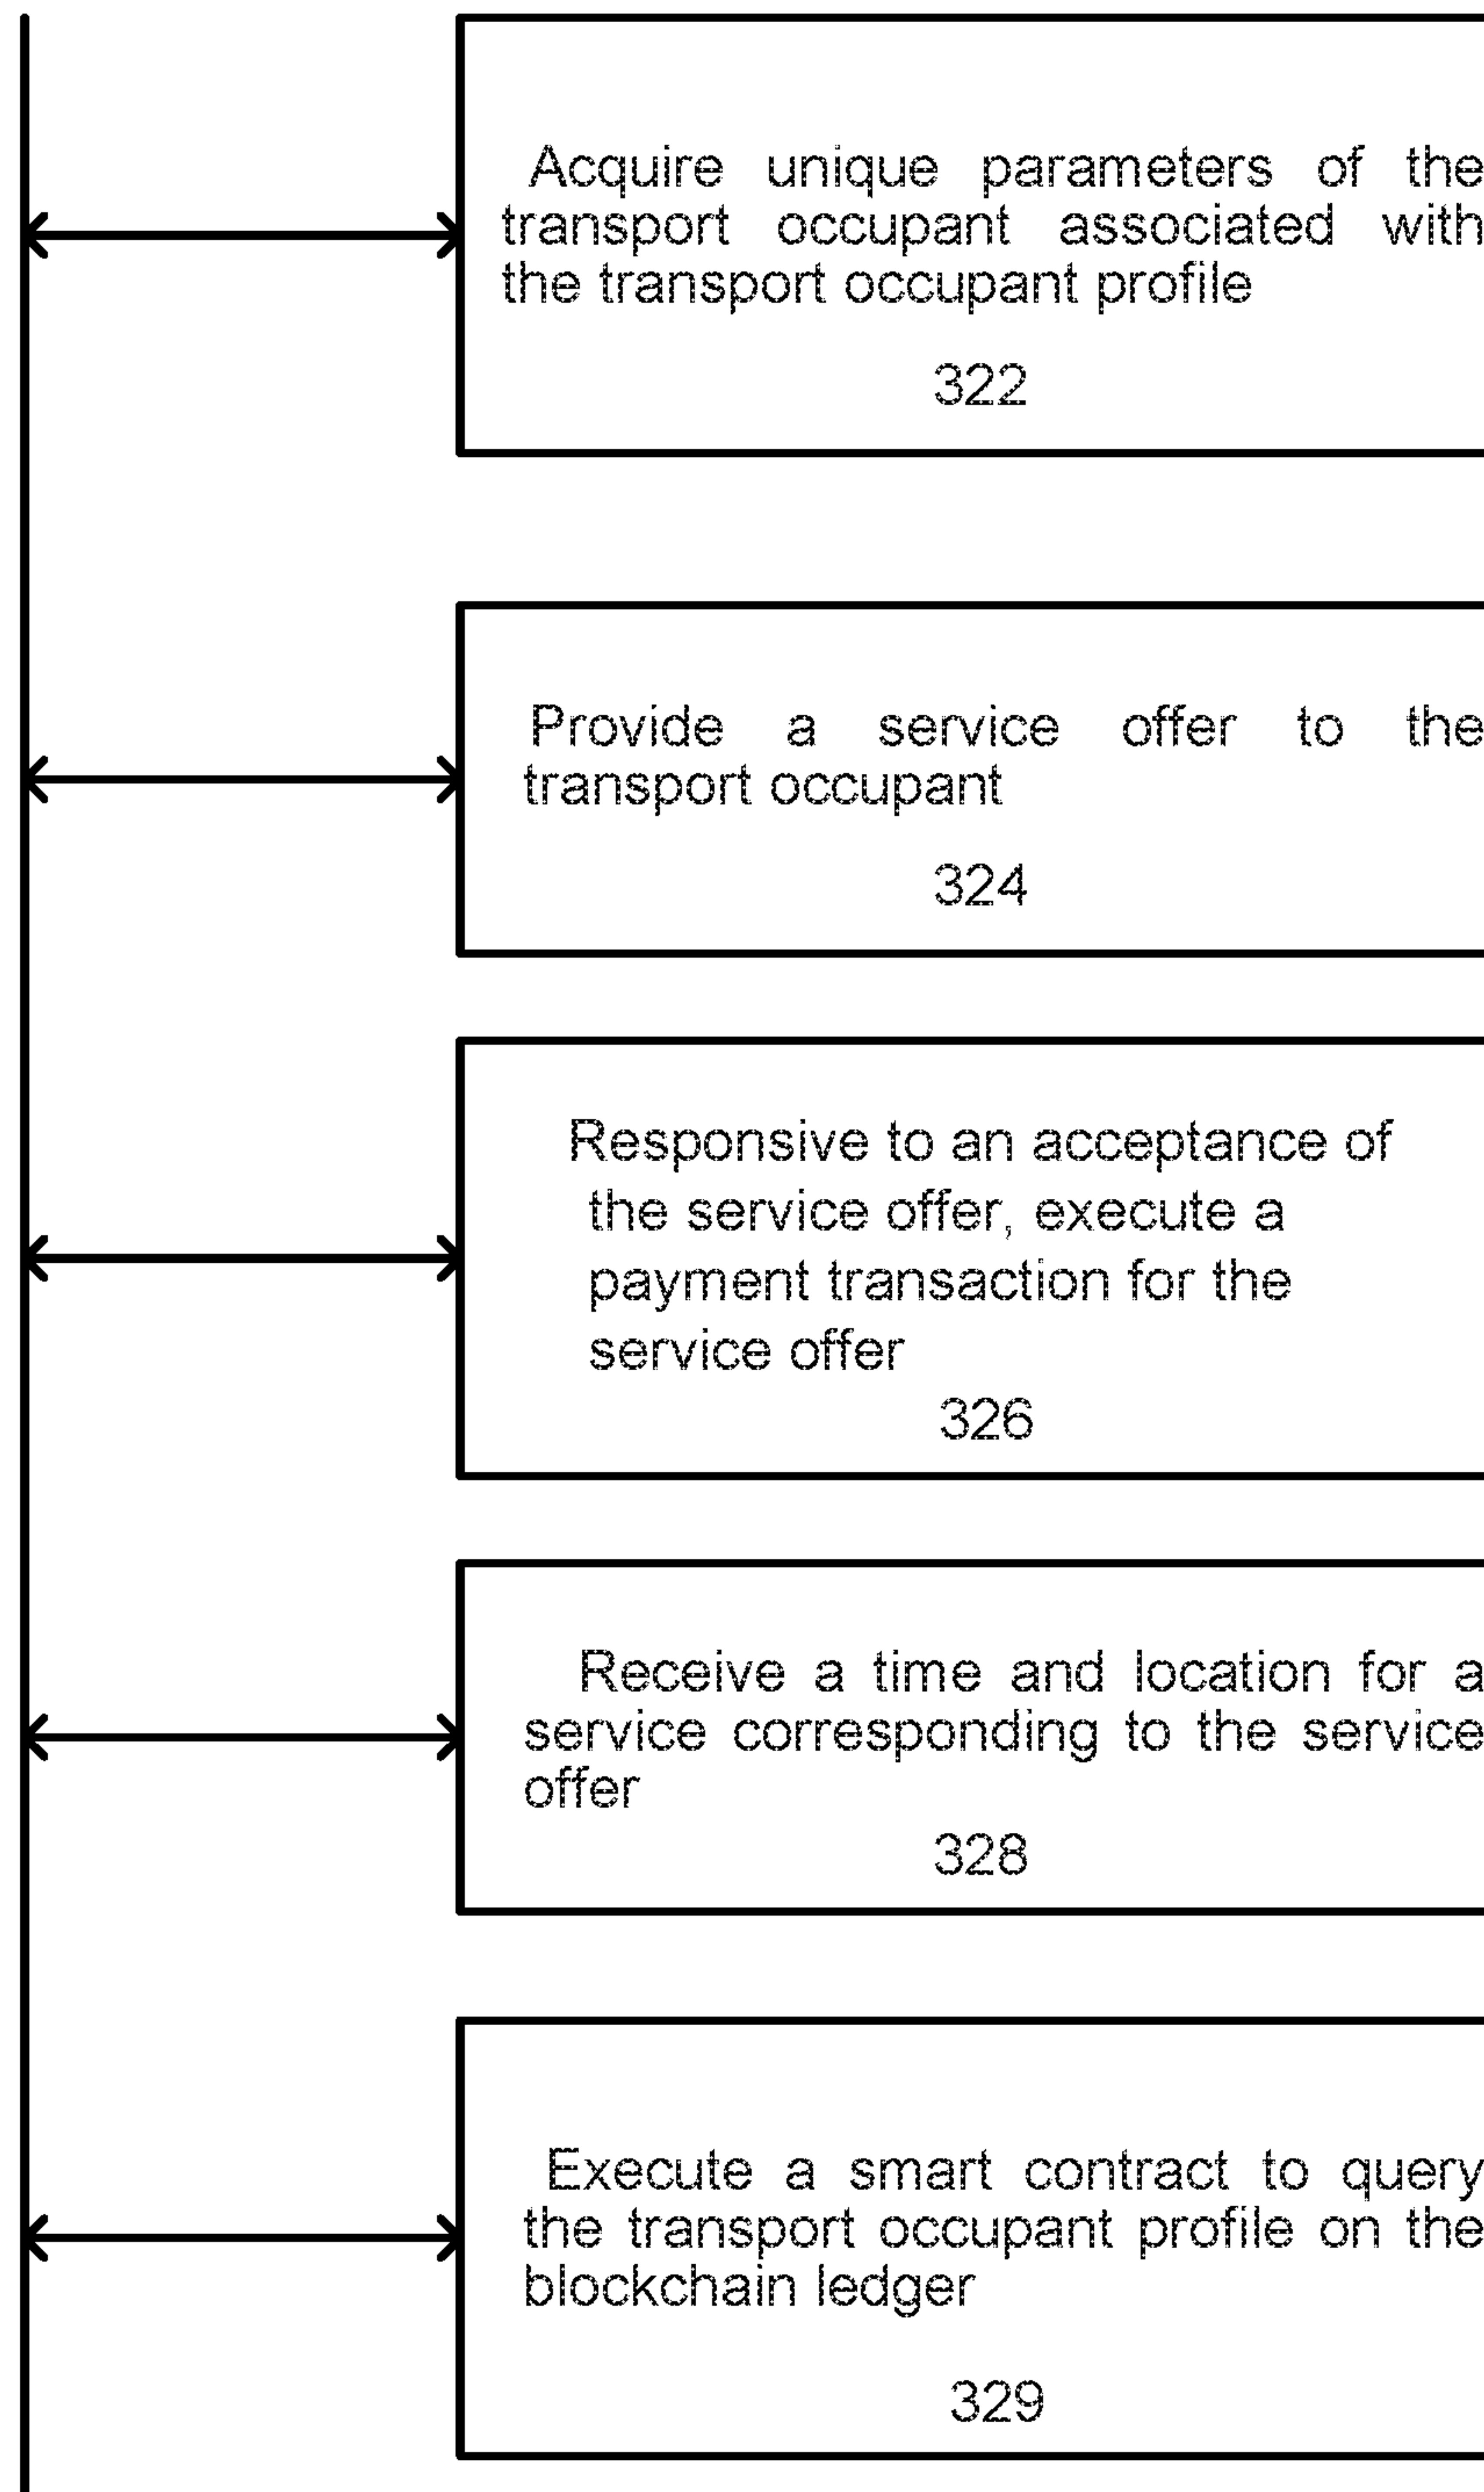 Acquire unique parameters of the
transport occupant associated with
the transport occupant profile
322
Provide a service offer to the
transport occupant
324
Responsive to an acceptance of
the service offer, execute a
payment transaction for the
service offer
326
Receive a time and location for a
service corresponding to the service
offer
328
Execute a smart contract to query
the transport occupant profile on the
blockchain ledger
329